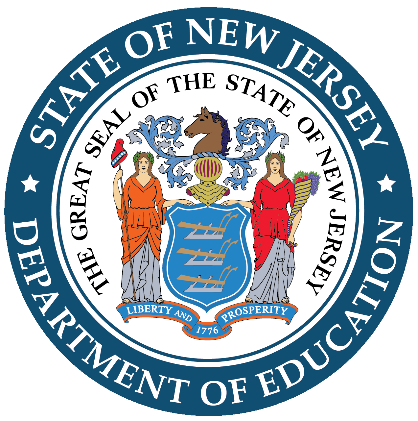 STATE OF NEW JERSEY
THE GREAT SEAL OF THE STATE OF NEW JERSEY
LIBERTY AND PROSPERITY
1776
DEPARTMENT OF EDUCATION